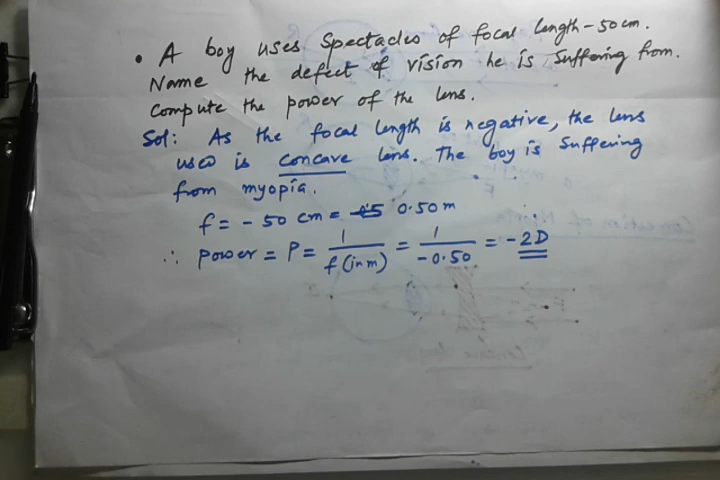 • A boy uses Spectacles of focal length - 50 cm.
Name the defect of vision he is Suffering from.
Compute the power of the lens.
Sol: As the focal length is negative, the lens
used is concave lens. The boy is Suffering
from myopia.
f = - 50 cm = 0.50 m
∴ power = P = 1 / f (in m) = 1 / -0.50 = -2D